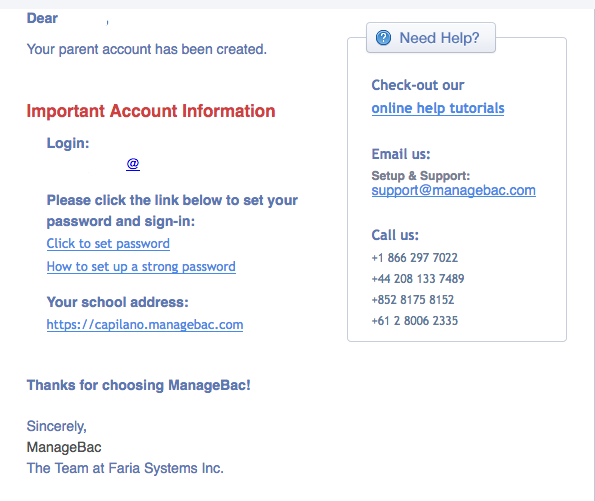 Dear ,
Your parent account has been created.
Important Account Information
Login:
@
Please click the link below to set your
password and sign-in:
Click to set password
How to set up a strong password
Your school address:
https://capilano.managebac.com
Thanks for choosing ManageBac!
Sincerely,
ManageBac
The Team at Faria Systems Inc.
Need Help?
Check-out our
online help tutorials
Email us:
Setup & Support:
support@managebac.com
Call us:
+1 866 297 7022
+44 208 133 7489
+852 8175 8152
+61 2 8006 2335